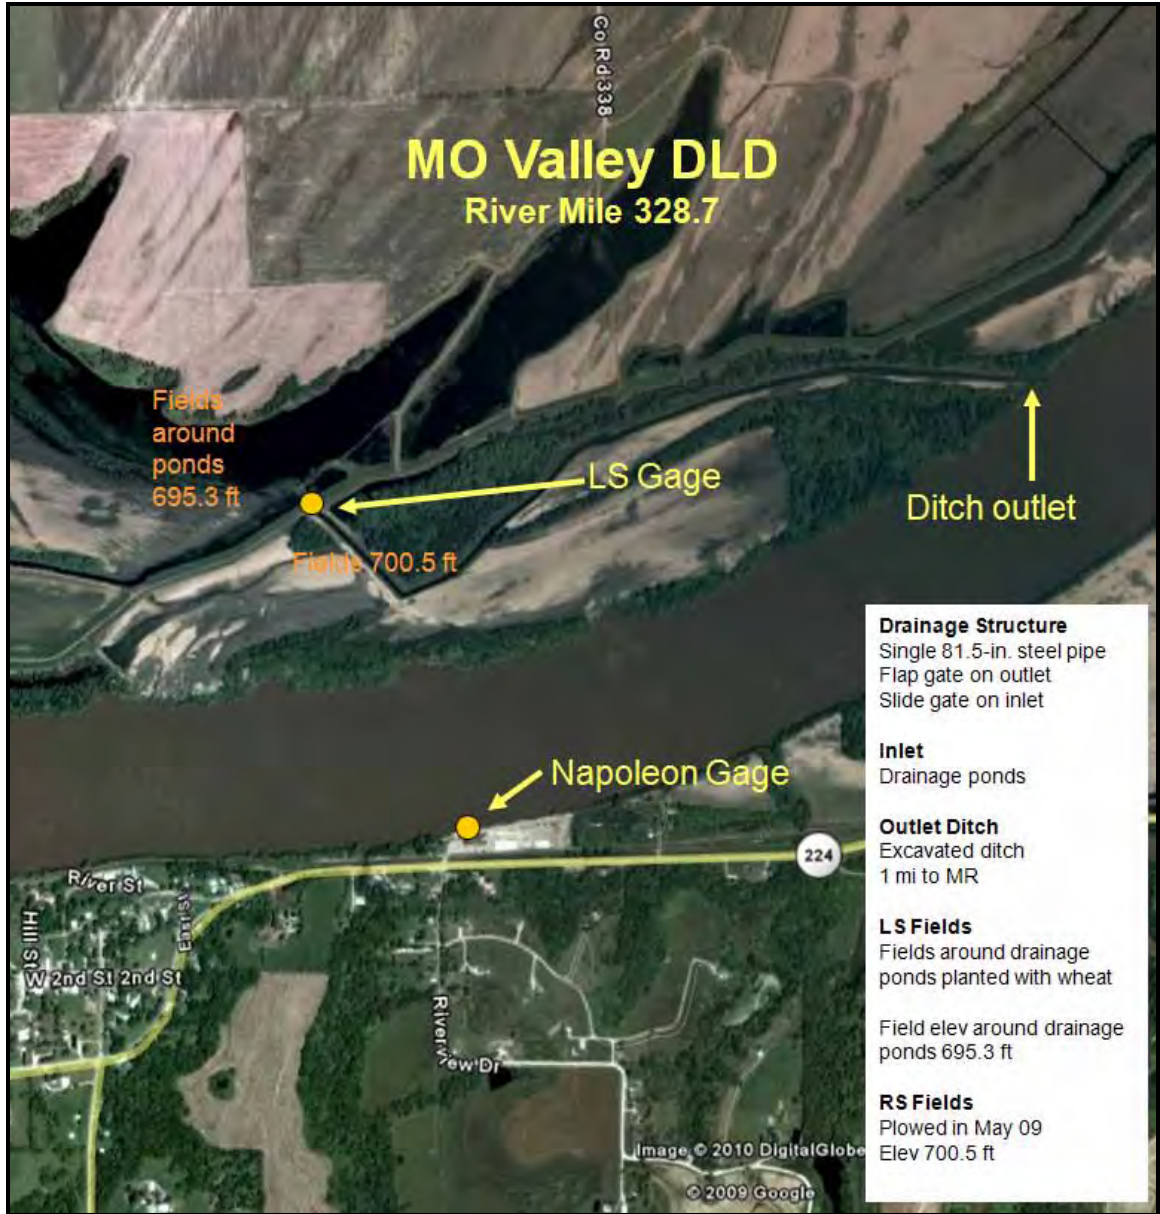 Co Rd 338
MO Valley DLD
River Mile 328.7
Fields
around
ponds
695.3 ft
LS Gage
Ditch outlet
Fields 700.5 ft
Napoleon Gage
224
River St
East St
Hill St
W 2nd St 2nd St
Riverview Dr
Drainage Structure
Single 81.5-in. steel pipe
Flap gate on outlet
Slide gate on inlet
Inlet
Drainage ponds
Outlet Ditch
Excavated ditch
1 mi to MR
LS Fields
Fields around drainage
ponds planted with wheat
Field elev around drainage
ponds 695.3 ft
RS Fields
Plowed in May 09
Elev 700.5 ft
Image © 2010 DigitalGlobe
© 2009 Google